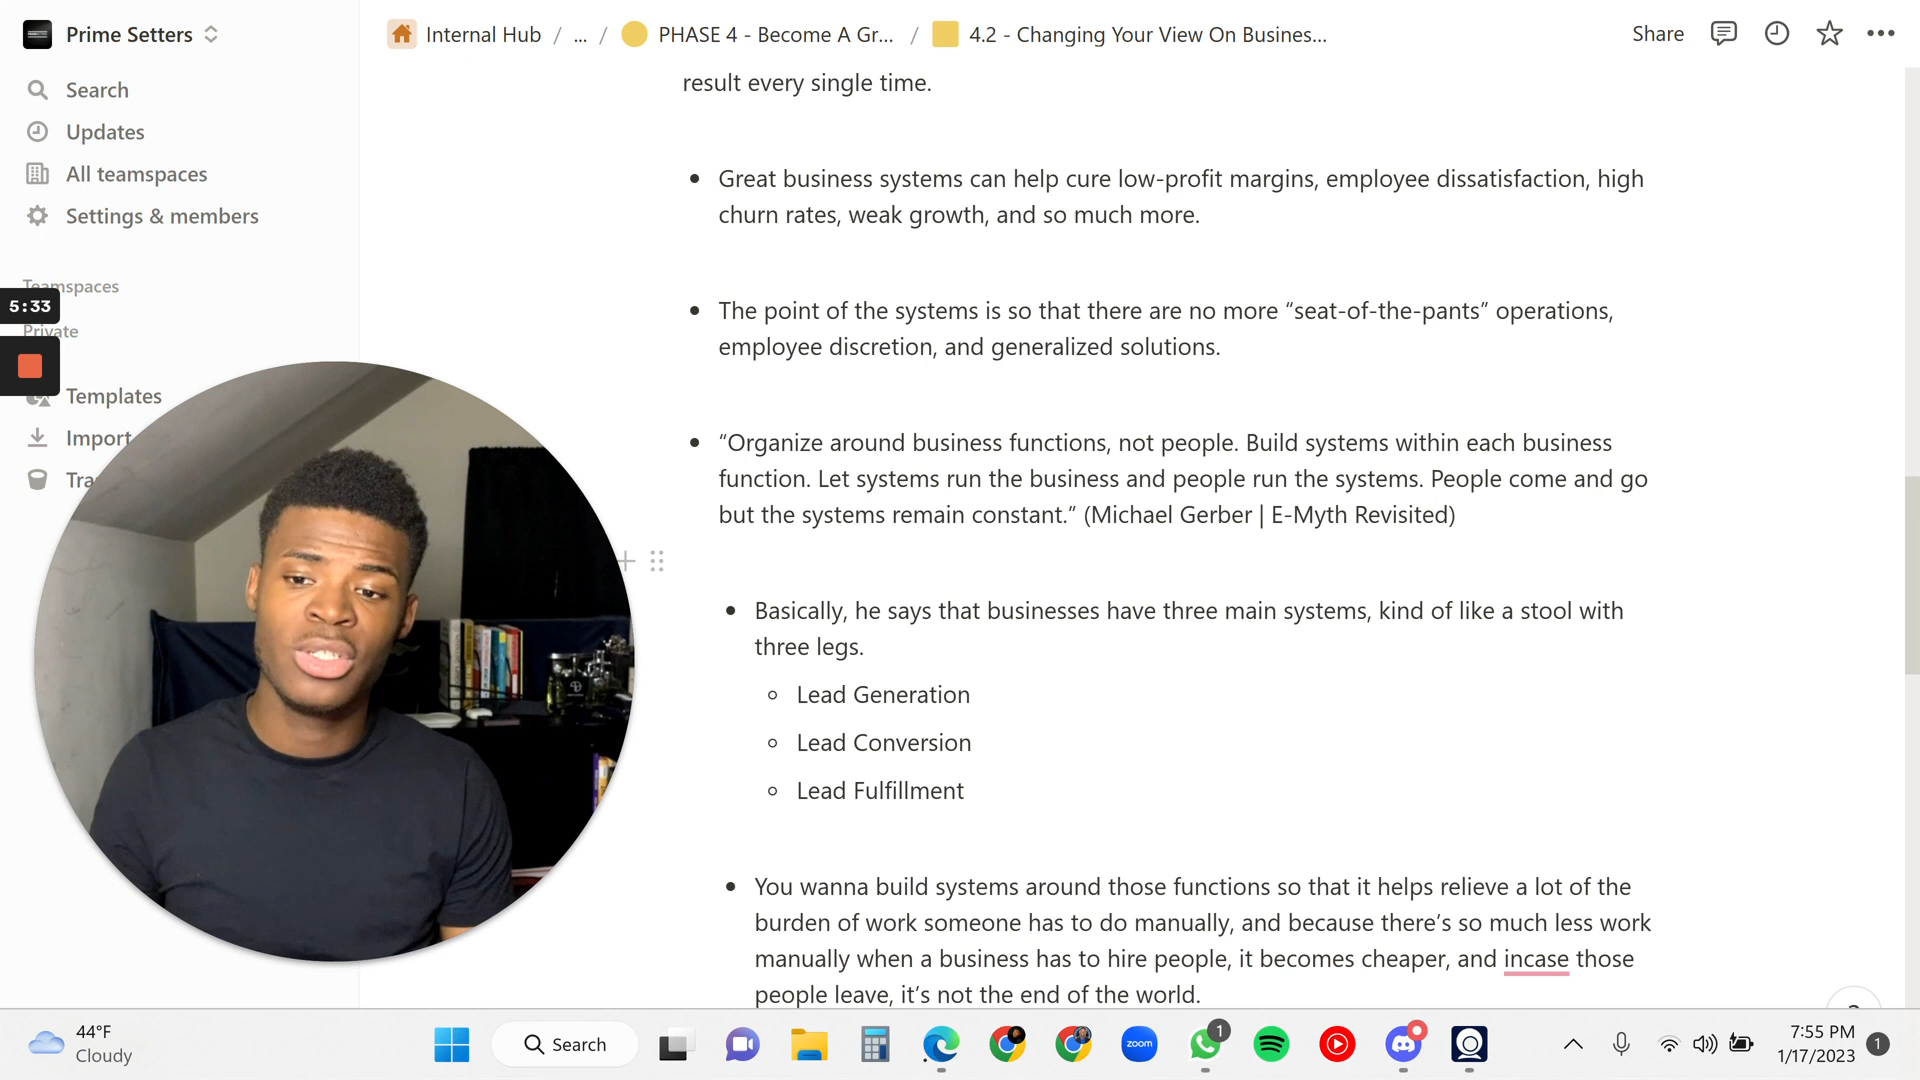 Prime Setters
Internal Hub / ... / PHASE 4 - Become A Gr... / 4.2 - Changing Your View On Busines...
Share
Search
Updates
All teamspaces
Settings & members
Teamspaces
5:33
Private
Templates
Import
Tra
result every single time.
Great business systems can help cure low-profit margins, employee dissatisfaction, high
churn rates, weak growth, and so much more.
The point of the systems is so that there are no more “seat-of-the-pants” operations,
employee discretion, and generalized solutions.
“Organize around business functions, not people. Build systems within each business
function. Let systems run the business and people run the systems. People come and go
but the systems remain constant.” (Michael Gerber | E-Myth Revisited)
Basically, he says that businesses have three main systems, kind of like a stool with
three legs.
Lead Generation
Lead Conversion
Lead Fulfillment
You wanna build systems around those functions so that it helps relieve a lot of the
burden of work someone has to do manually, and because there’s so much less work
manually when a business has to hire people, it becomes cheaper, and incase those
people leave, it’s not the end of the world.
44°F
Cloudy
Search
zoom
1
7:55 PM
1/17/2023
1